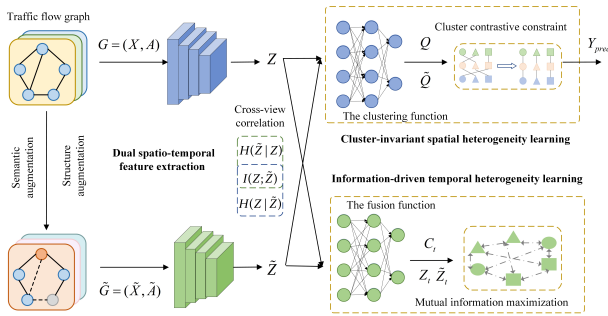 Traffic flow graph
G = (X, A)
Z
Q
Q̃
Cluster contrastive constraint
Y_pred
The clustering function
Cluster-invariant spatial heterogeneity learning
Semantic
augmentation
Structure
augmentation
Dual spatio-temporal
feature extraction
Cross-view
correlation
H(Z̃ | Z)
I(Z; Z̃)
H(Z | Z̃)
Information-driven temporal heterogeneity learning
The fusion function
G̃ = (X̃, Ã)
Z̃
C_t
Z_t Z̃_t
Mutual information maximization